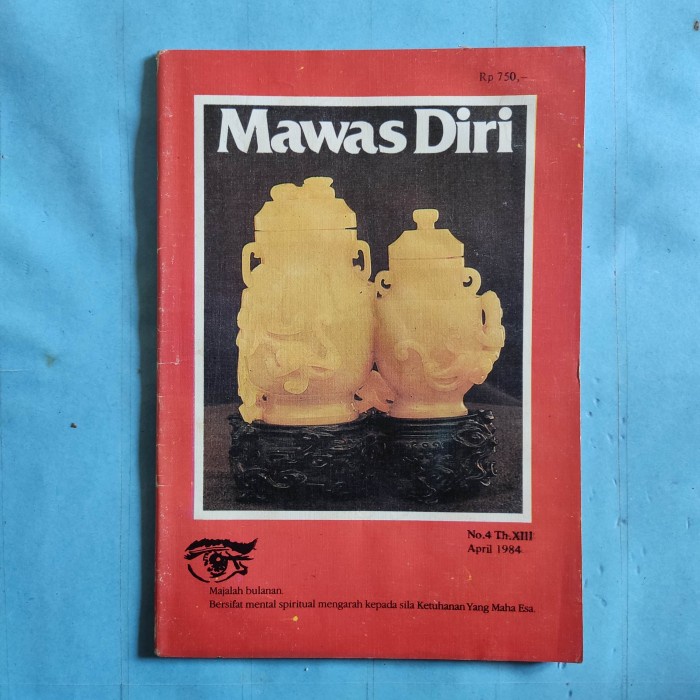 Rp 750,-
Mawas Diri
No.4 Th.XIII
April 1984
Majalah bulanan.
Bersifat mental spiritual mengarah kepada sila Ketuhanan Yang Maha Esa.